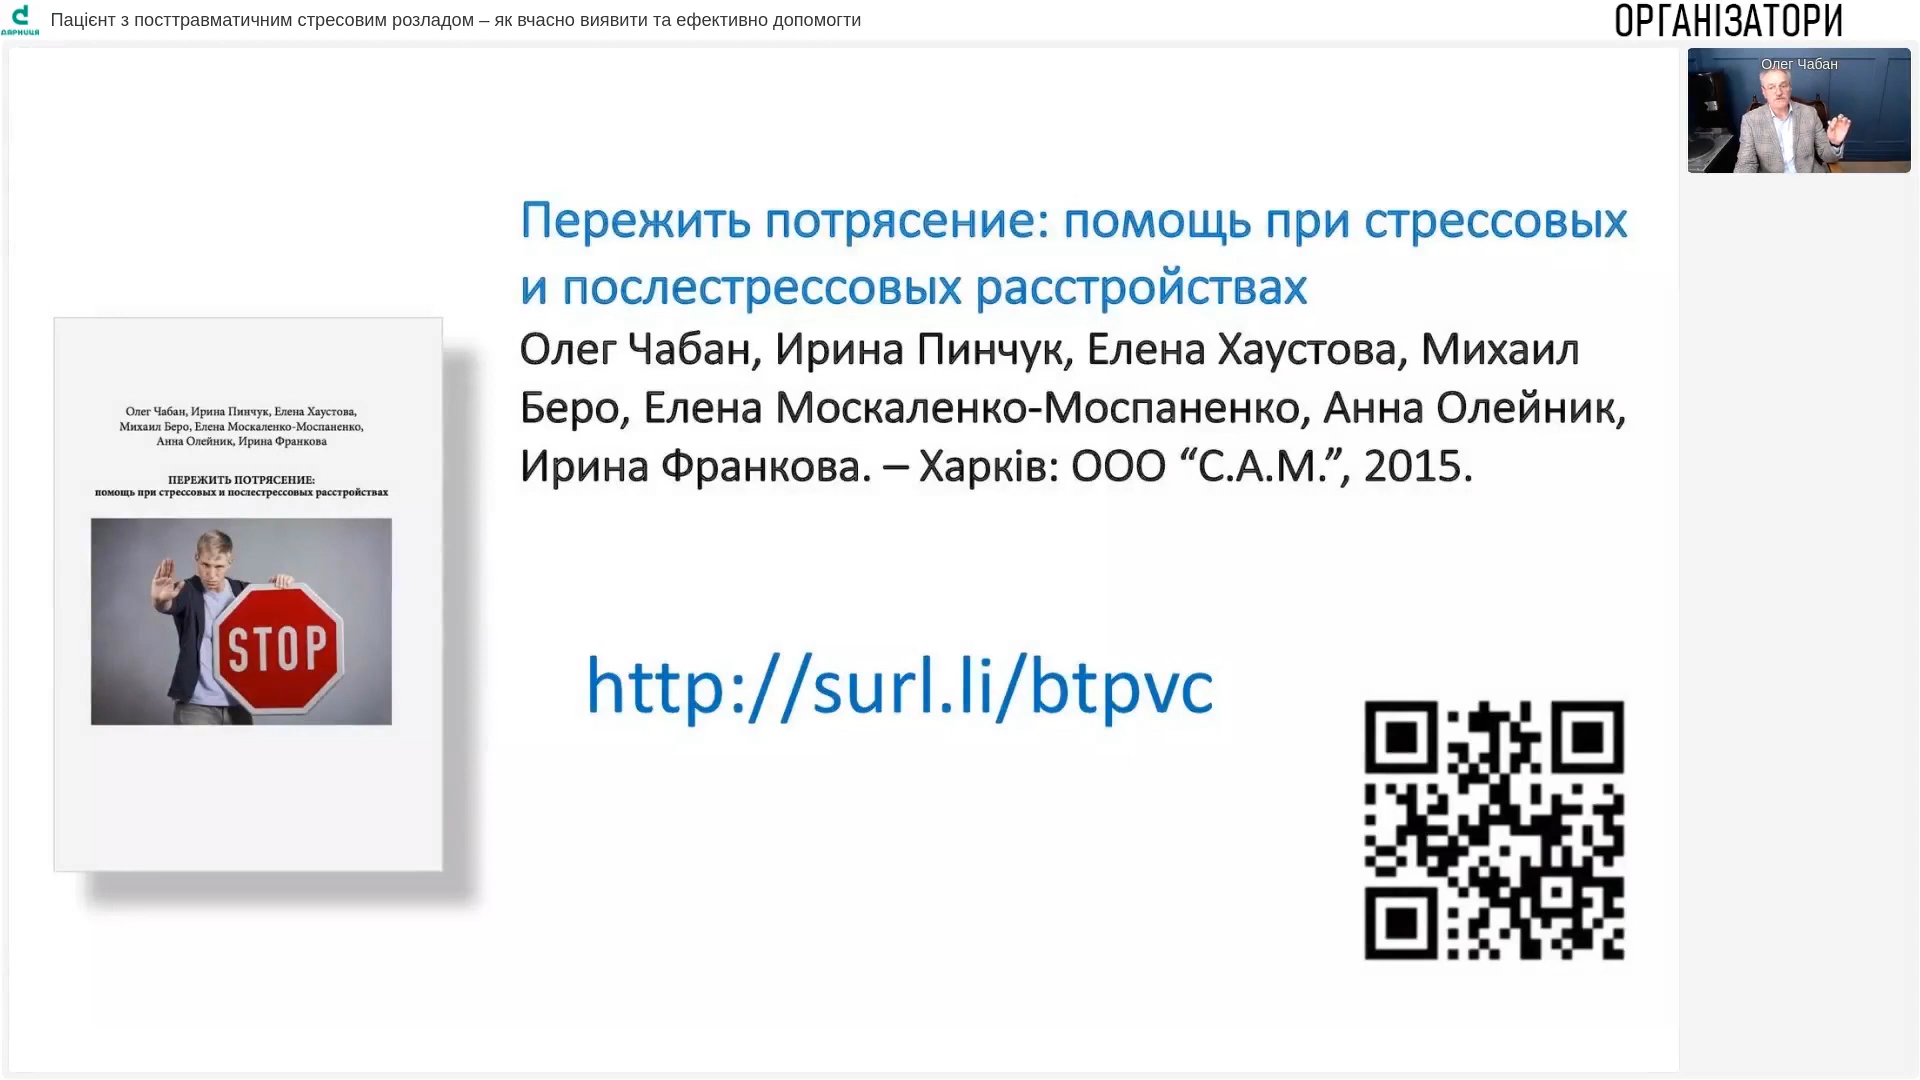 дарниця
Пацієнт з посттравматичним стресовим розладом – як вчасно виявити та ефективно допомогти
ОРГАНІЗАТОРИ
Олег Чабан
Пережить потрясение: помощь при стрессовых
и послестрессовых расстройствах
Олег Чабан, Ирина Пинчук, Елена Хаустова, Михаил
Беро, Елена Москаленко-Моспаненко, Анна Олейник,
Ирина Франкова. – Харків: ООО “С.А.М.”, 2015.
Олег Чабан, Ирина Пинчук, Елена Хаустова,
Михаил Беро, Елена Москаленко-Моспаненко,
Анна Олейник, Ирина Франкова
ПЕРЕЖИТЬ ПОТРЯСЕНИЕ:
помощь при стрессовых и послестрессовых расстройствах
STOP
http://surl.li/btpvc